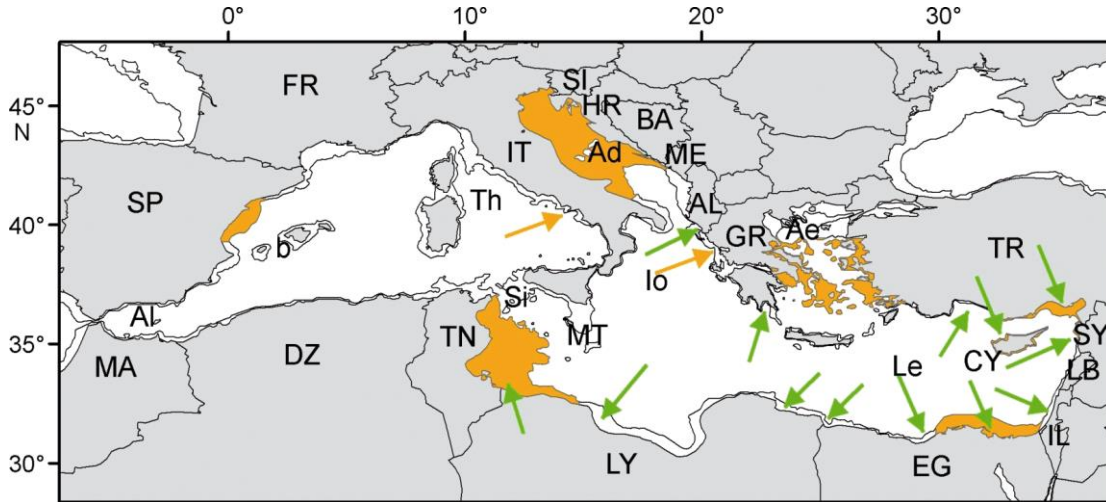 0° 10° 20° 30°
SI
FR
45°
HR
N
BA
IT
Ad
ME
SP
Th
AL
40°
GR
Ae
b
TR
Io
Si
Al
TN
MT
35°
SY
MA
DZ
CY
Le
LB
IL
30°
LY
EG